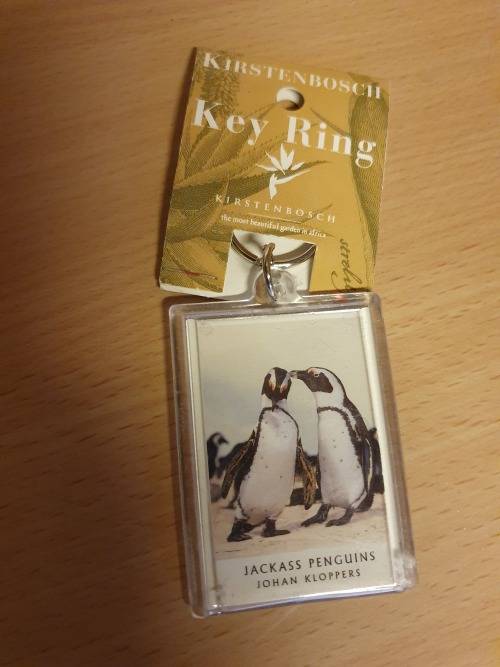 KIRSTENBOSCH
Key Ring
KIRSTENBOSCH
the most beautiful garden in africa
JACKASS PENGUINS
JOHAN KLOPPERS